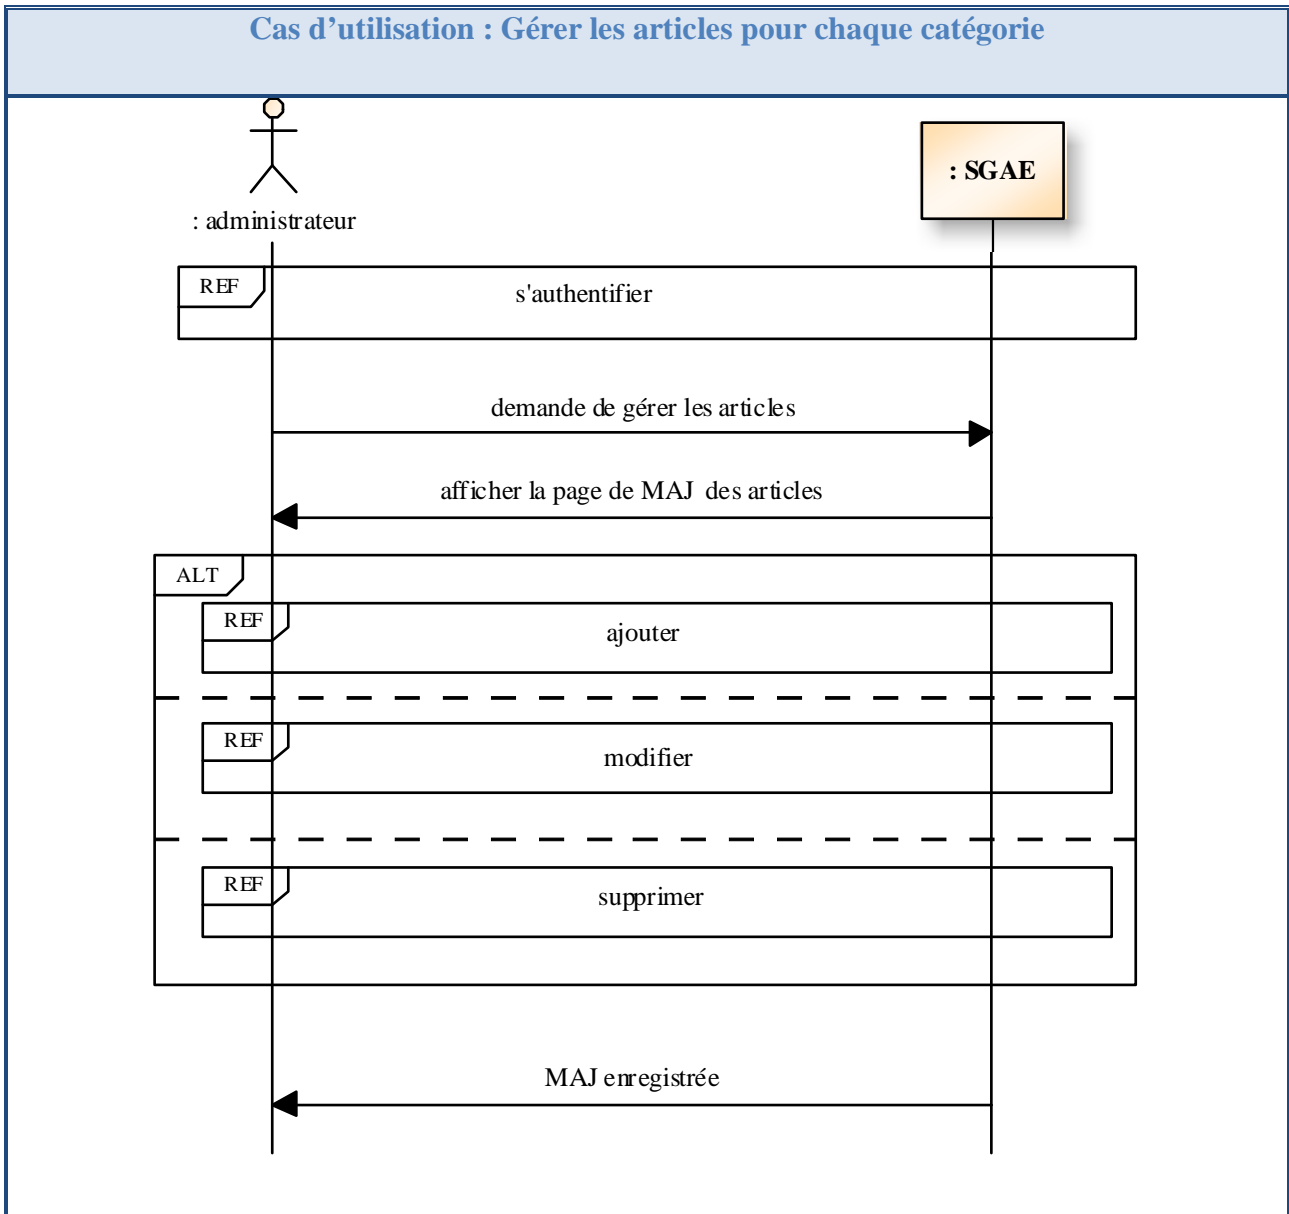 Cas d’utilisation : Gérer les articles pour chaque catégorie
: SGAE
: administrateur
REF
s'authentifier
demande de gérer les articles
afficher la page de MAJ des articles
ALT
REF
ajouter
REF
modifier
REF
supprimer
MAJ enregistrée